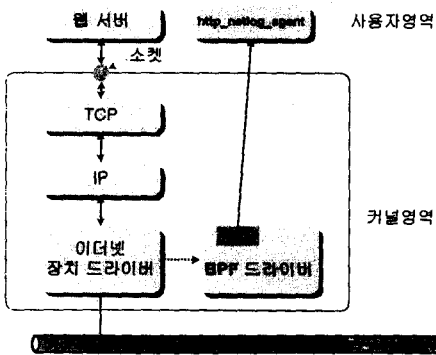 웹 서버
http_netlog_agent
사용자영역
소켓
TCP
IP
커널영역
이더넷
장치 드라이버
BPF 드라이버